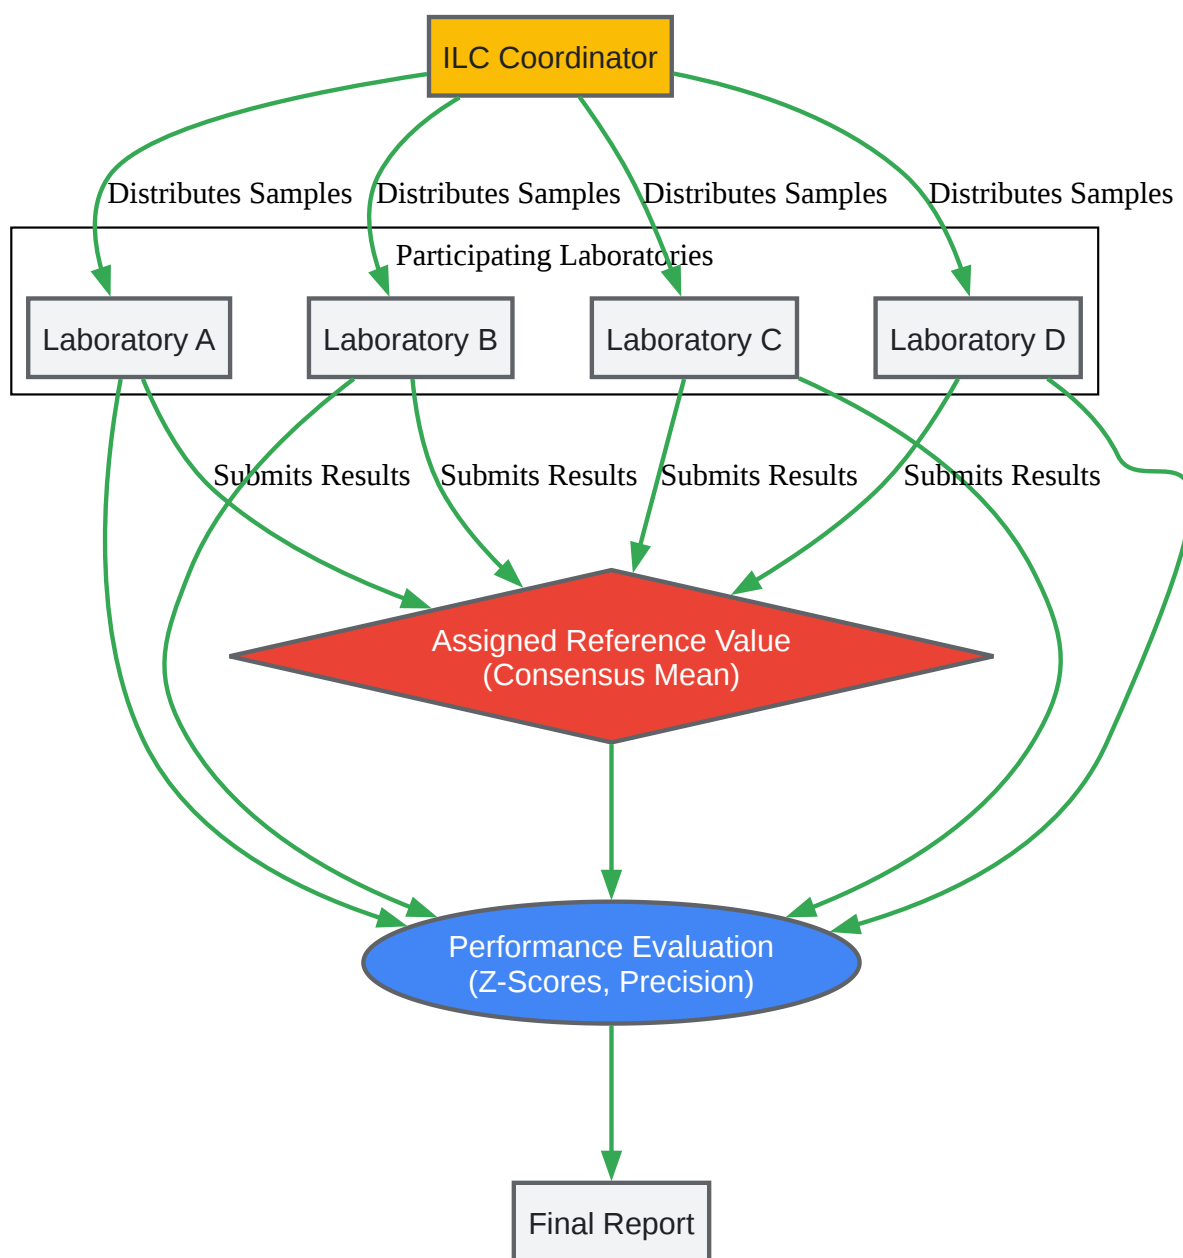 ILC Coordinator
Distributes Samples
Distributes Samples
Distributes Samples
Distributes Samples
Participating Laboratories
Laboratory A
Laboratory B
Laboratory C
Laboratory D
Submits Results
Submits Results
Submits Results
Submits Results
Assigned Reference Value
(Consensus Mean)
Performance Evaluation
(Z-Scores, Precision)
Final Report